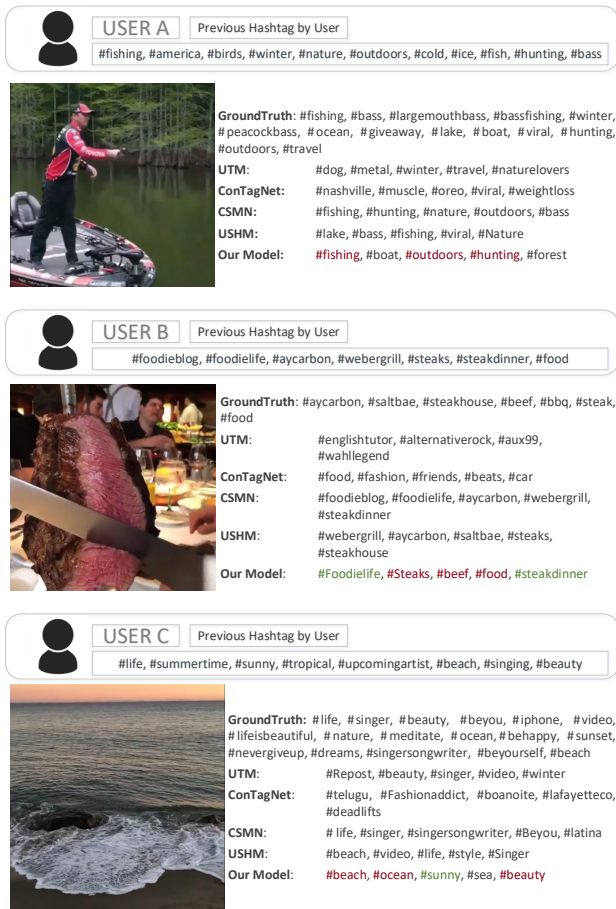 USER A
Previous Hashtag by User
#fishing, #america, #birds, #winter, #nature, #outdoors, #cold, #ice, #fish, #hunting, #bass
TOYOTA
GroundTruth: #fishing, #bass, #largemouthbass, #bassfishing, #winter,
#peacockbass, #ocean, #giveaway, #lake, #boat, #viral, #hunting,
#outdoors, #travel
UTM: #dog, #metal, #winter, #travel, #naturelovers
ConTagNet: #nashville, #muscle, #oreo, #viral, #weightloss
CSMN: #fishing, #hunting, #nature, #outdoors, #bass
USHM: #lake, #bass, #fishing, #viral, #Nature
Our Model: #fishing, #boat, #outdoors, #hunting, #forest
USER B
Previous Hashtag by User
#foodieblog, #foodielife, #aycarbon, #webergrill, #steaks, #steakdinner, #food
GroundTruth: #aycarbon, #saltbae, #steakhouse, #beef, #bbq, #steak,
#food
UTM: #englishtutor, #alternativerock, #aux99,
#wahllegend
ConTagNet: #food, #fashion, #friends, #beats, #car
CSMN: #foodieblog, #foodielife, #aycarbon, #webergrill,
#steakdinner
USHM: #webergrill, #aycarbon, #saltbae, #steaks,
#steakhouse
Our Model: #Foodielife, #Steaks, #beef, #food, #steakdinner
USER C
Previous Hashtag by User
#life, #summertime, #sunny, #tropical, #upcomingartist, #beach, #singing, #beauty
GroundTruth: #life, #singer, #beauty, #beyou, #iphone, #video,
#lifeisbeautiful, #nature, #meditate, #ocean, #behappy, #sunset,
#nevergiveup, #dreams, #singersongwriter, #beyourself, #beach
UTM: #Repost, #beauty, #singer, #video, #winter
ConTagNet: #telugu, #Fashionaddict, #boanoite, #lafayetteco,
#deadlifts
CSMN: # life, #singer, #singersongwriter, #Beyou, #latina
USHM: #beach, #video, #life, #style, #Singer
Our Model: #beach, #ocean, #sunny, #sea, #beauty